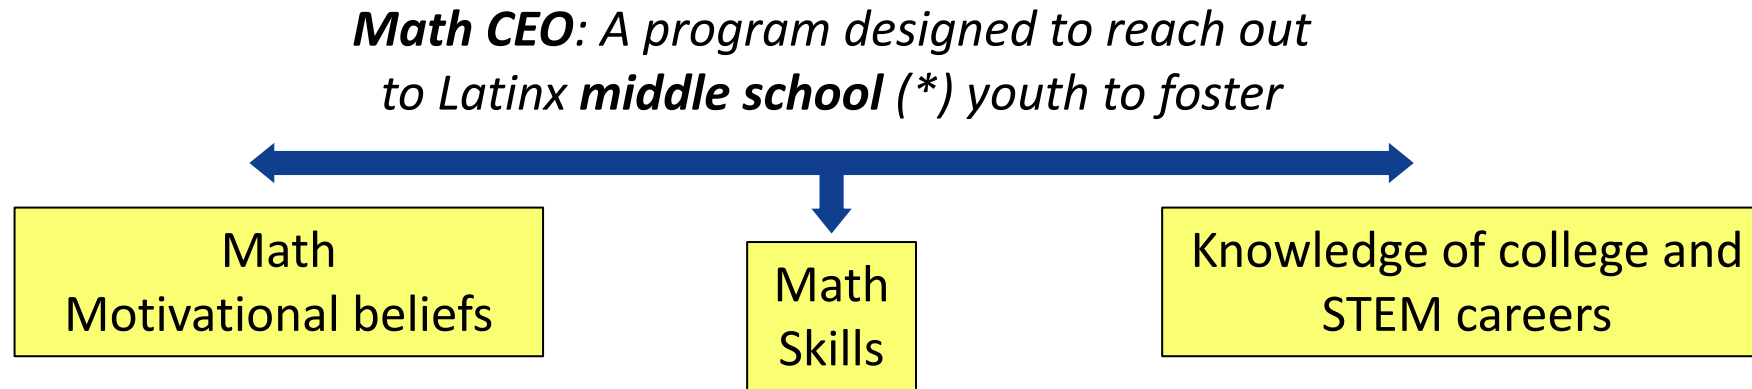 Math CEO: A program designed to reach out
to Latinx middle school (*) youth to foster
Math
Motivational beliefs
Math
Skills
Knowledge of college and
STEM careers